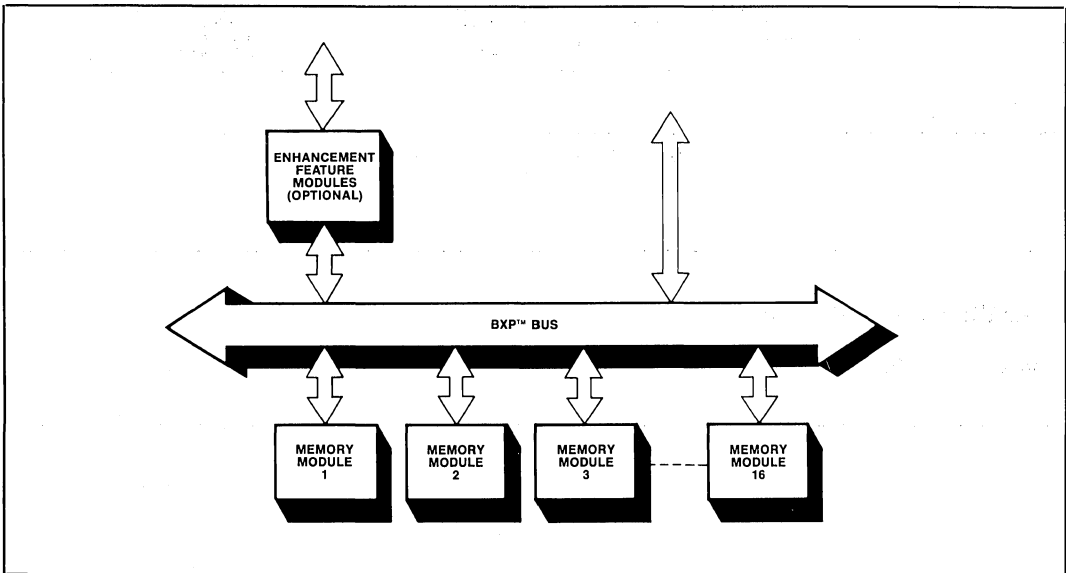 ENHANCEMENT
FEATURE
MODULES
(OPTIONAL)
BXP™ BUS
MEMORY
MODULE
1
MEMORY
MODULE
2
MEMORY
MODULE
3
MEMORY
MODULE
16